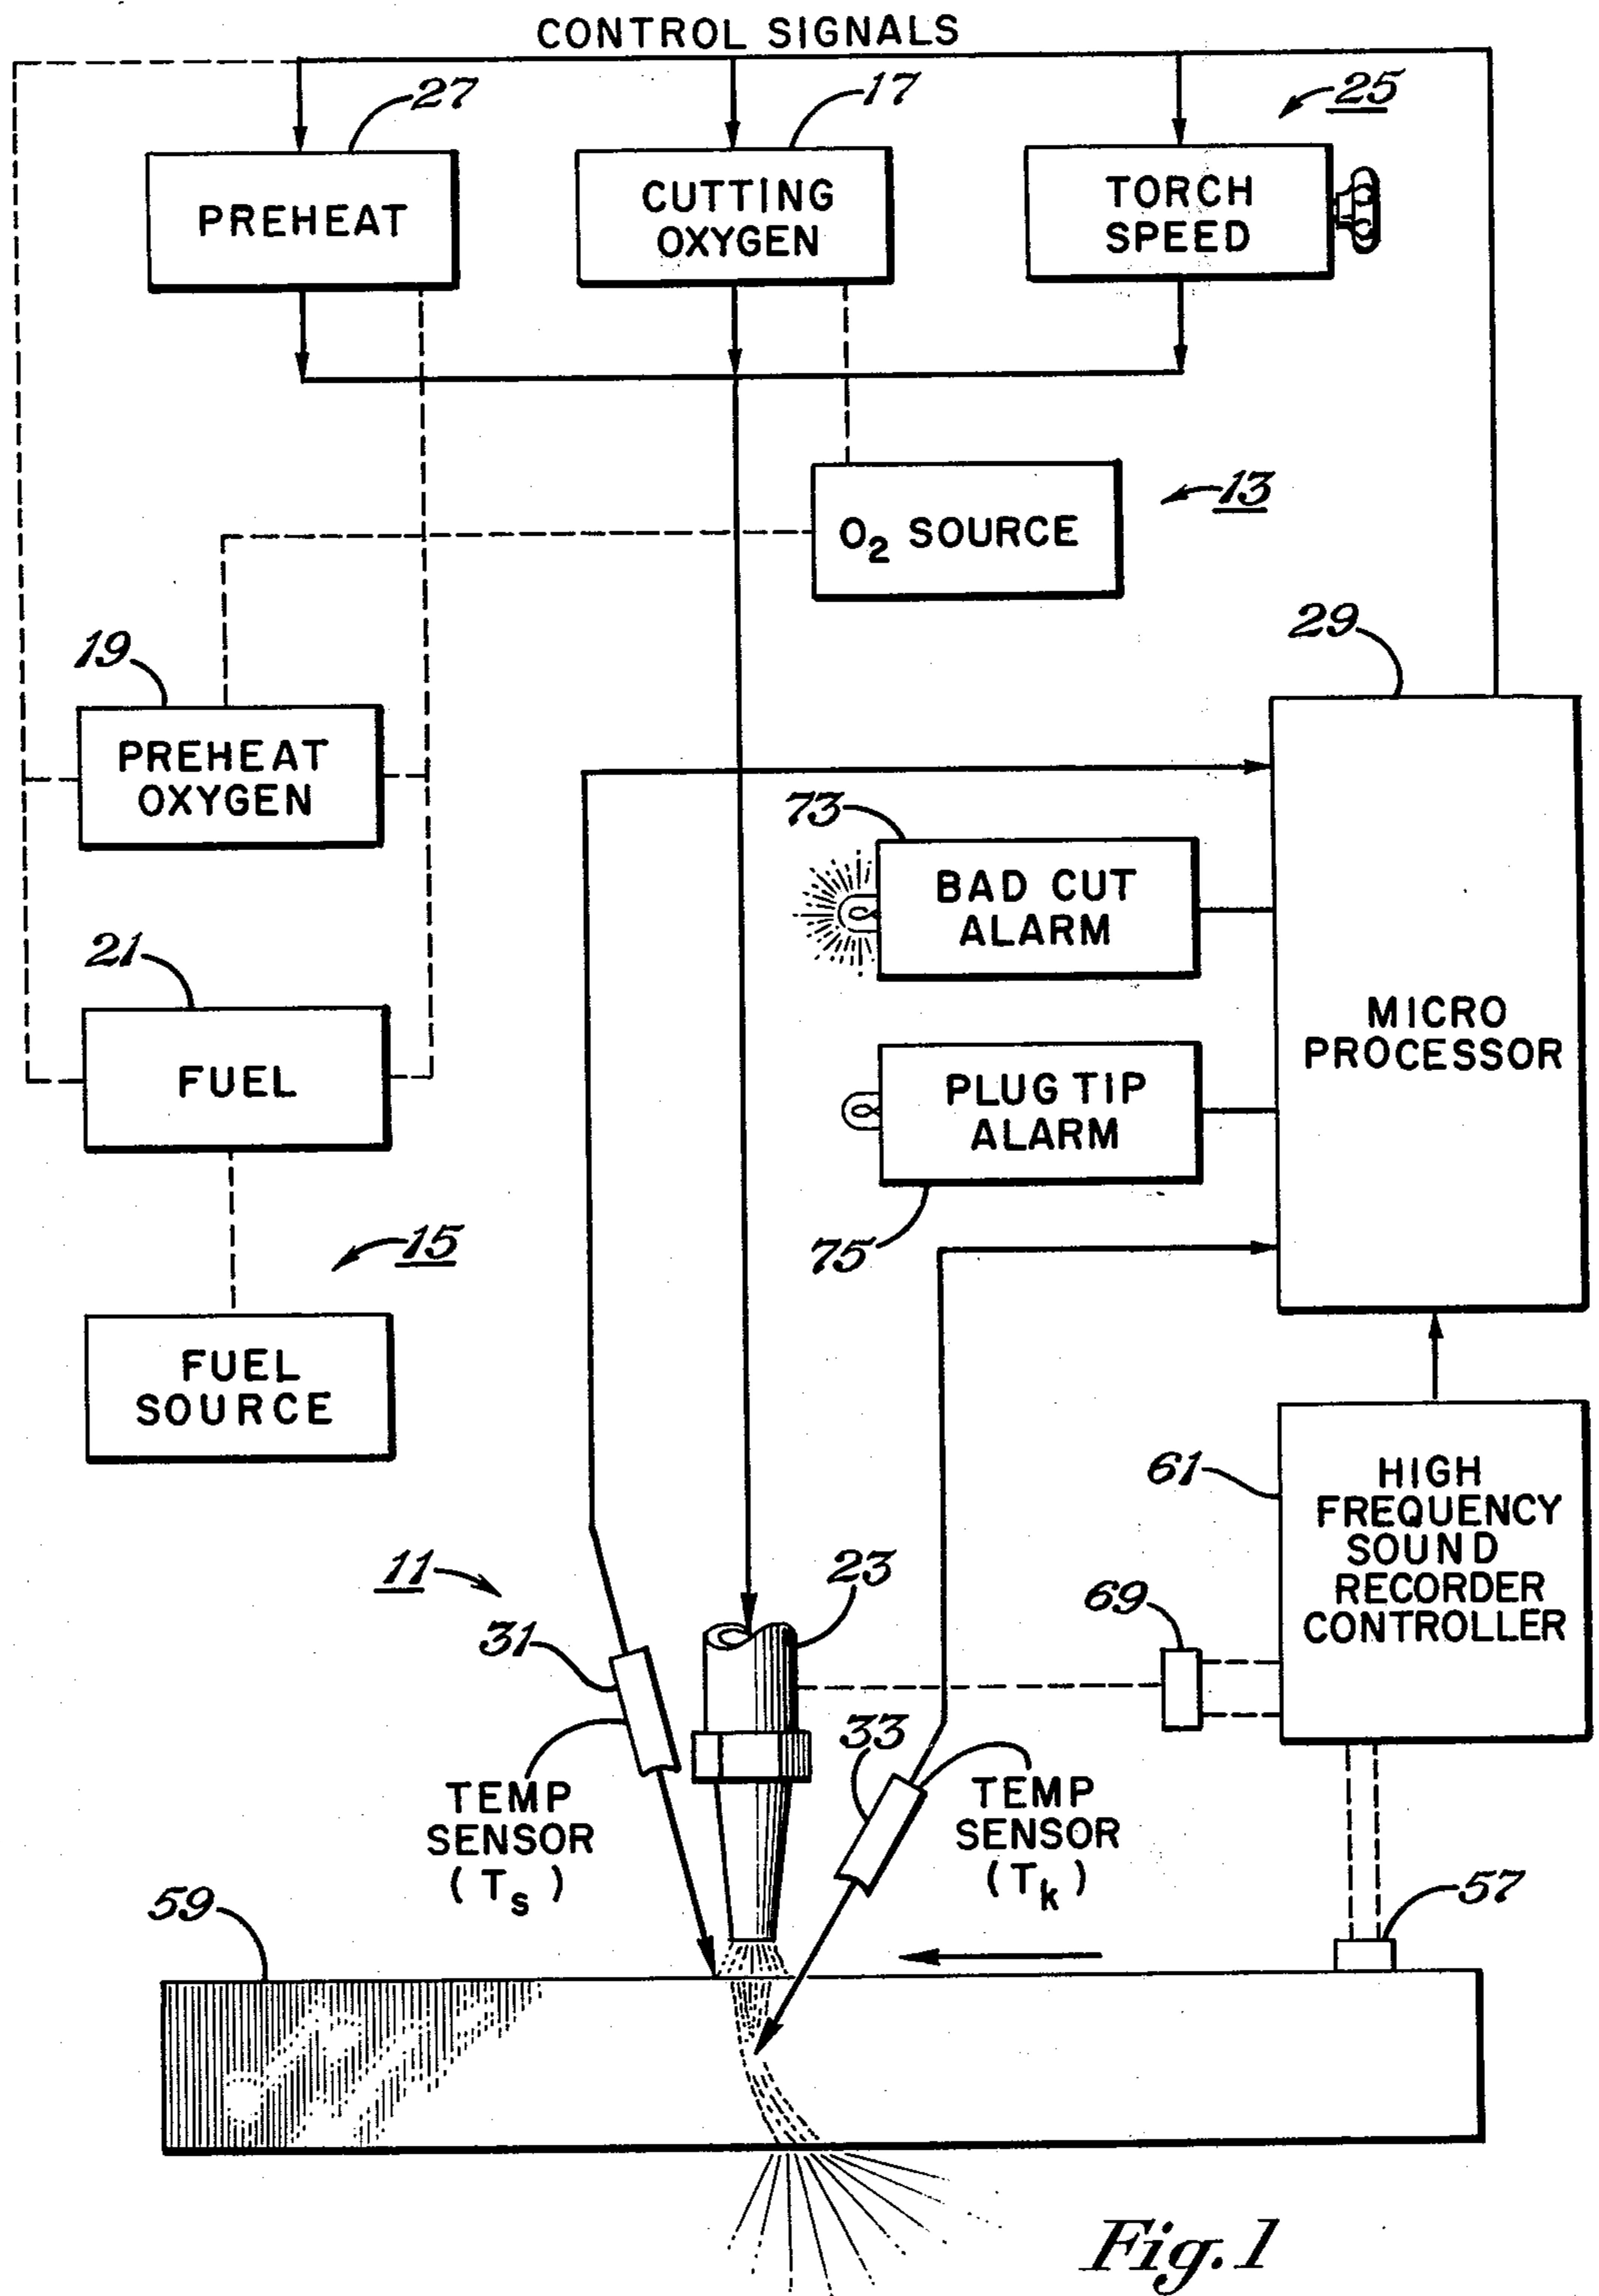 CONTROL SIGNALS
27
17
25
PREHEAT
CUTTING
OXYGEN
TORCH
SPEED
13
O₂ SOURCE
29
19
PREHEAT
OXYGEN
73
BAD CUT
ALARM
21
FUEL
MICRO
PROCESSOR
PLUG TIP
ALARM
75
15
FUEL
SOURCE
61
HIGH
FREQUENCY
SOUND
RECORDER
CONTROLLER
11
23
69
31
33
TEMP
SENSOR
(Tₛ)
TEMP
SENSOR
(Tₖ)
59
57
Fig.1